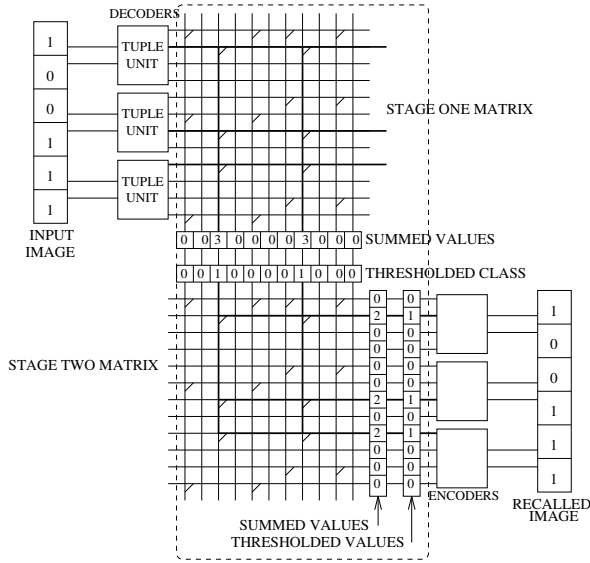 DECODERS
1
0
0
1
1
1
INPUT
IMAGE
TUPLE
UNIT
TUPLE
UNIT
TUPLE
UNIT
STAGE ONE MATRIX
0 0 3 0 0 0 0 3 0 0 0 SUMMED VALUES
0 0 1 0 0 0 0 1 0 0 0 THRESHOLDED CLASS
STAGE TWO MATRIX
0 0
2 1
0 0
0 0
0 0
0 0
2 1
0 0
2 1
0 0
0 0
0 0
ENCODERS
SUMMED VALUES
THRESHOLDED VALUES
1
0
0
1
1
1
RECALLED
IMAGE